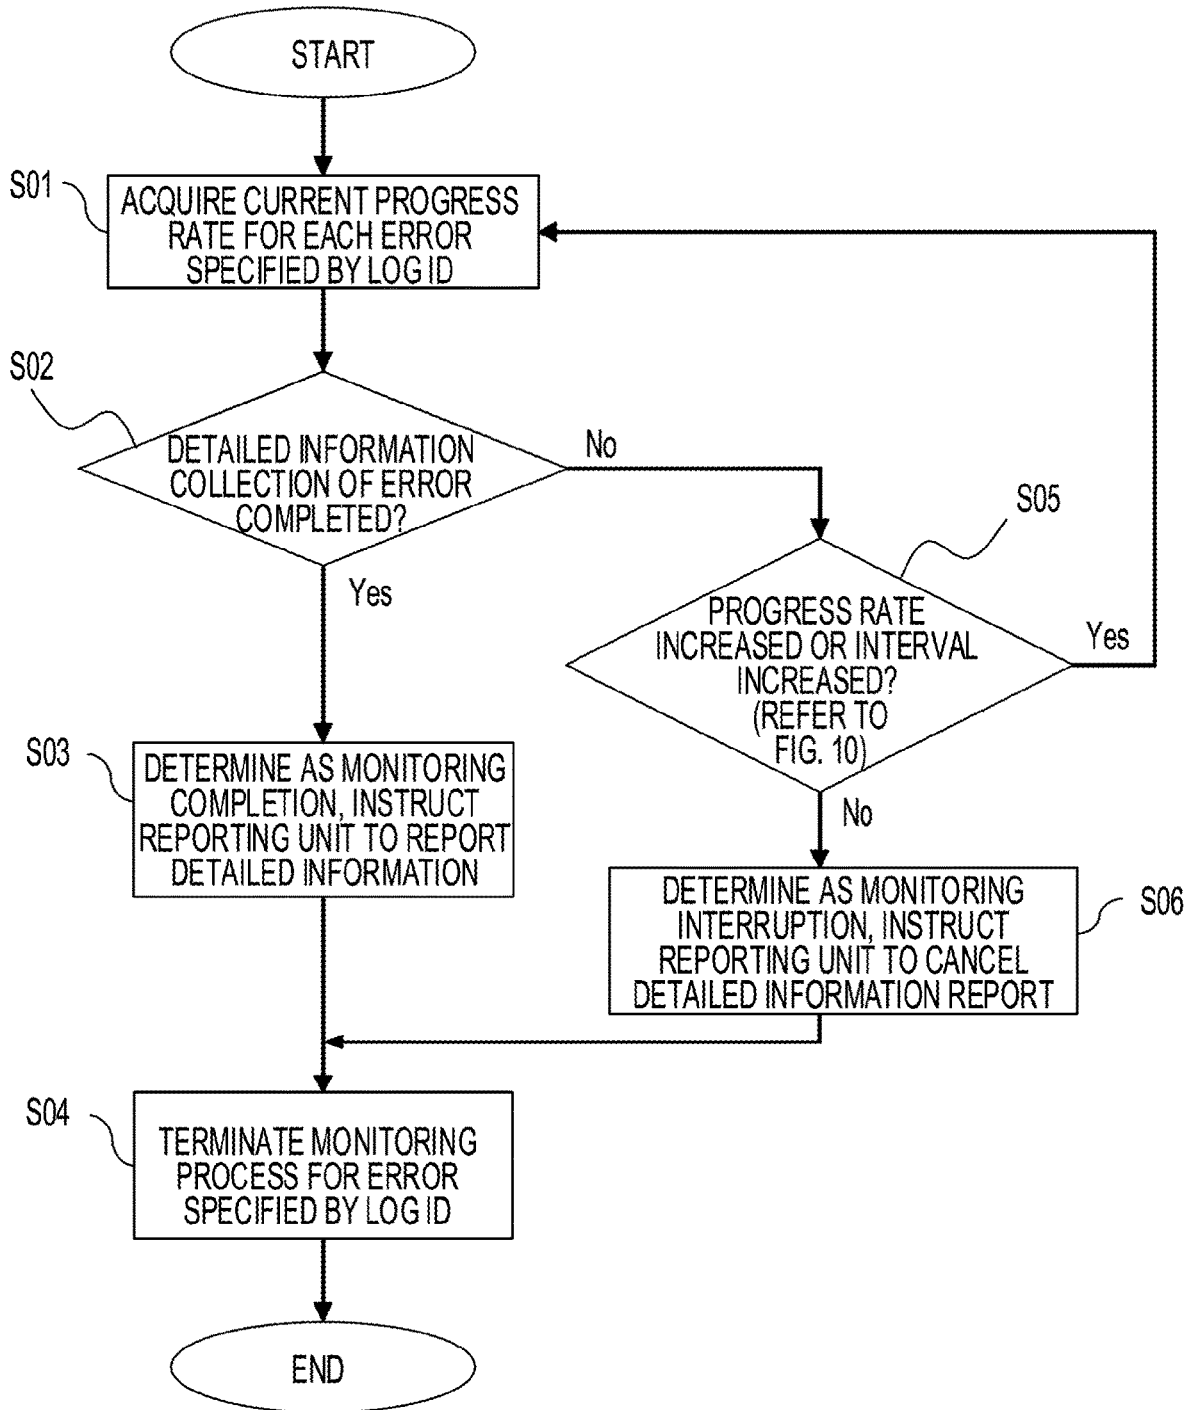 START
S01
ACQUIRE CURRENT PROGRESS
RATE FOR EACH ERROR
SPECIFIED BY LOG ID
S02
DETAILED INFORMATION
COLLECTION OF ERROR
COMPLETED?
No
Yes
S05
PROGRESS RATE
INCREASED OR INTERVAL
INCREASED?
(REFER TO
FIG. 10)
Yes
No
S03
DETERMINE AS MONITORING
COMPLETION, INSTRUCT
REPORTING UNIT TO REPORT
DETAILED INFORMATION
S06
DETERMINE AS MONITORING
INTERRUPTION, INSTRUCT
REPORTING UNIT TO CANCEL
DETAILED INFORMATION REPORT
S04
TERMINATE MONITORING
PROCESS FOR ERROR
SPECIFIED BY LOG ID
END